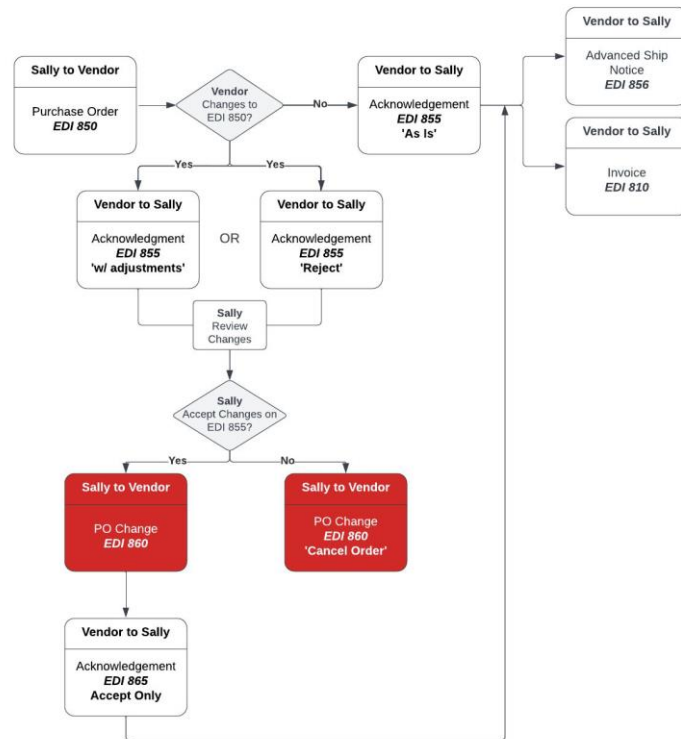 Sally to Vendor
Purchase Order
EDI 850
Vendor
Changes to
EDI 850?
No
Vendor to Sally
Acknowledgement
EDI 855
'As Is'
Vendor to Sally
Advanced Ship
Notice
EDI 856
Vendor to Sally
Invoice
EDI 810
Yes
Yes
Vendor to Sally
Acknowledgment
EDI 855
'w/ adjustments'
OR
Vendor to Sally
Acknowledgement
EDI 855
'Reject'
Sally
Review
Changes
Sally
Accept Changes on
EDI 855?
Yes
No
Sally to Vendor
PO Change
EDI 860
Sally to Vendor
PO Change
EDI 860
'Cancel Order'
Vendor to Sally
Acknowledgement
EDI 865
Accept Only